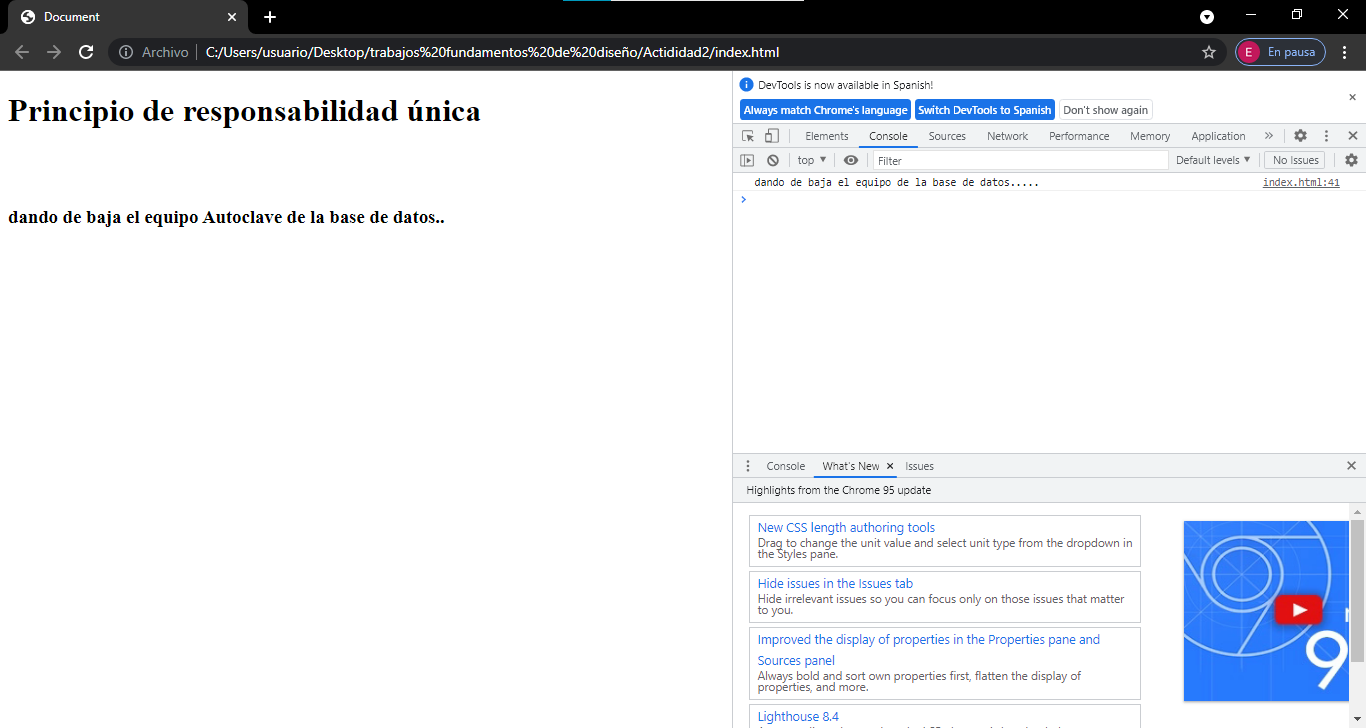 Document
Archivo C:/Users/usuario/Desktop/trabajos%20fundamentos%20de%20diseño/Actididad2/index.html
E En pausa
Principio de responsabilidad única
dando de baja el equipo Autoclave de la base de datos..
DevTools is now available in Spanish!
Always match Chrome's language Switch DevTools to Spanish Don't show again
Elements Console Sources Network Performance Memory Application
top Filter Default levels No Issues
dando de baja el equipo de la base de datos..... index.html:41
Console What's New Issues
Highlights from the Chrome 95 update
New CSS length authoring tools
Drag to change the unit value and select unit type from the dropdown in
the Styles pane.
Hide issues in the Issues tab
Hide irrelevant issues so you can focus only on those issues that matter
to you.
Improved the display of properties in the Properties pane and
Sources panel
Always bold and sort own properties first, flatten the display of
properties, and more.
Lighthouse 8.4
9